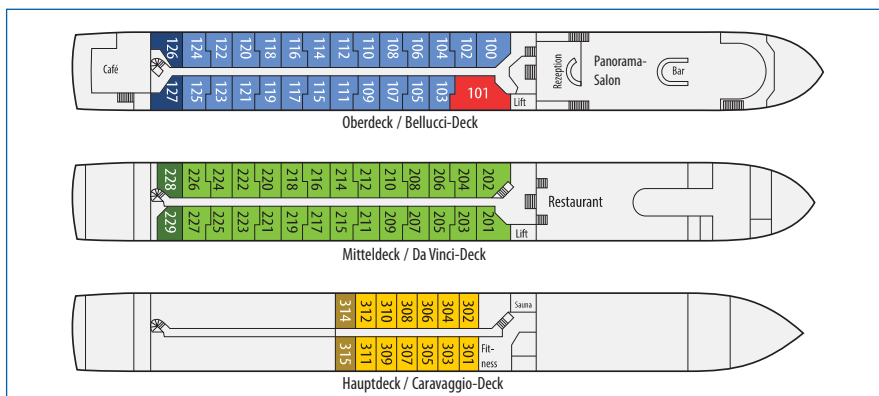 126 124 122 120 118 116 114 112 110 108 106 104 102 100
Café
Rezeption
Panorama-
Salon
Bar
127 125 123 121 119 117 115 111 109 107 105 103 101
Lift
Oberdeck / Bellucci-Deck
228 226 224 222 220 218 216 214 212 210 208 206 204 202
Restaurant
229 227 225 223 221 219 217 215 211 209 207 205 203 201
Lift
Mitteldeck / Da Vinci-Deck
314 312 310 308 306 304 302
Sauna
315 311 309 307 305 303 301
Fit-
ness
Hauptdeck / Caravaggio-Deck